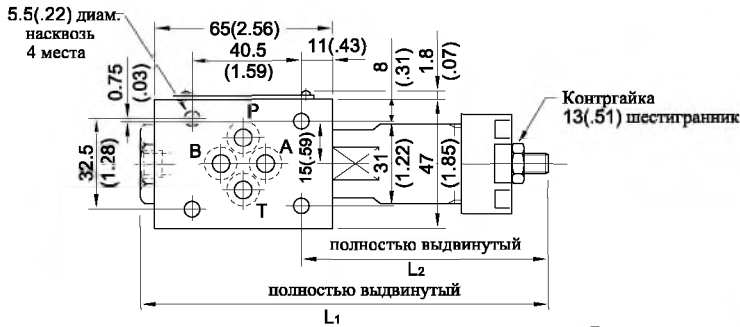 5.5(.22) диам.
насквозь
4 места
65(2.56)
40.5
(1.59)
11(.43)
8
(.31)
1.8
(.07)
0.75
(.03)
Контргайка
13(.51) шестигранник
P
B
A
T
32.5
(1.28)
15(.59)
31
(1.22)
47
(1.85)
полностью выдвинутый
L2
полностью выдвинутый
L1